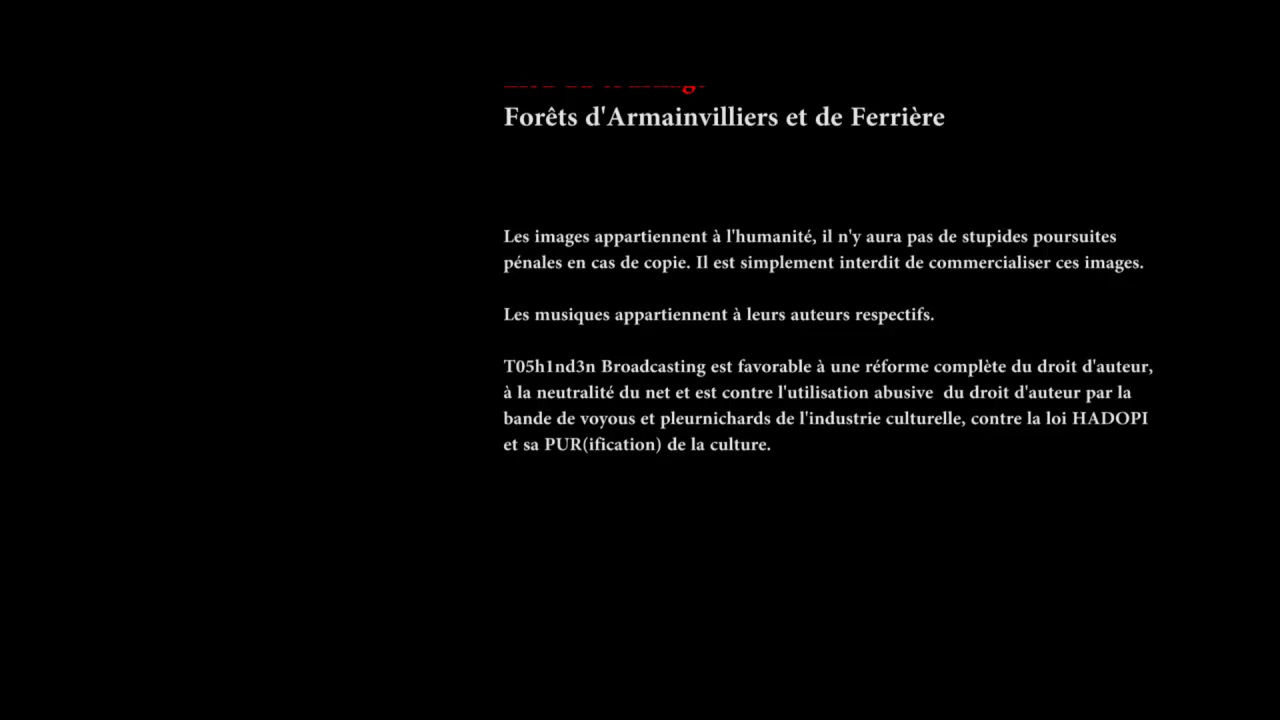 Forêts d'Armainvilliers et de Ferrière
Les images appartiennent à l'humanité, il n'y aura pas de stupides poursuites
pénales en cas de copie. Il est simplement interdit de commercialiser ces images.
Les musiques appartiennent à leurs auteurs respectifs.
T05h1nd3n Broadcasting est favorable à une réforme complète du droit d'auteur,
à la neutralité du net et est contre l'utilisation abusive  du droit d'auteur par la
bande de voyous et pleurnichards de l'industrie culturelle, contre la loi HADOPI
et sa PUR(ification) de la culture.